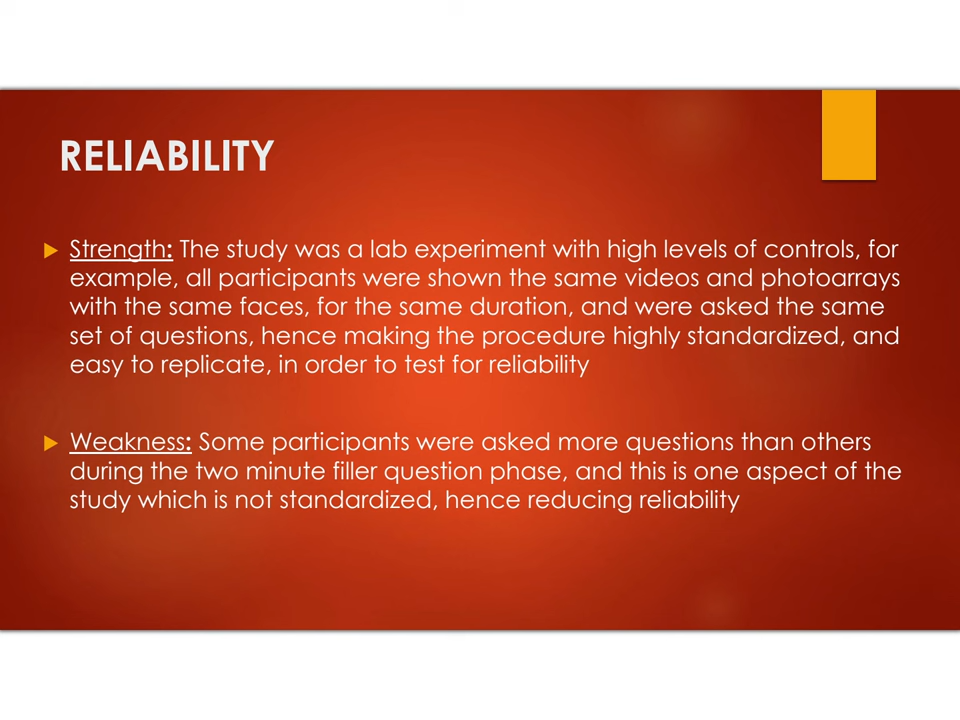 RELIABILITY
Strength: The study was a lab experiment with high levels of controls, for
example, all participants were shown the same videos and photoarrays
with the same faces, for the same duration, and were asked the same
set of questions, hence making the procedure highly standardized, and
easy to replicate, in order to test for reliability
Weakness: Some participants were asked more questions than others
during the two minute filler question phase, and this is one aspect of the
study which is not standardized, hence reducing reliability